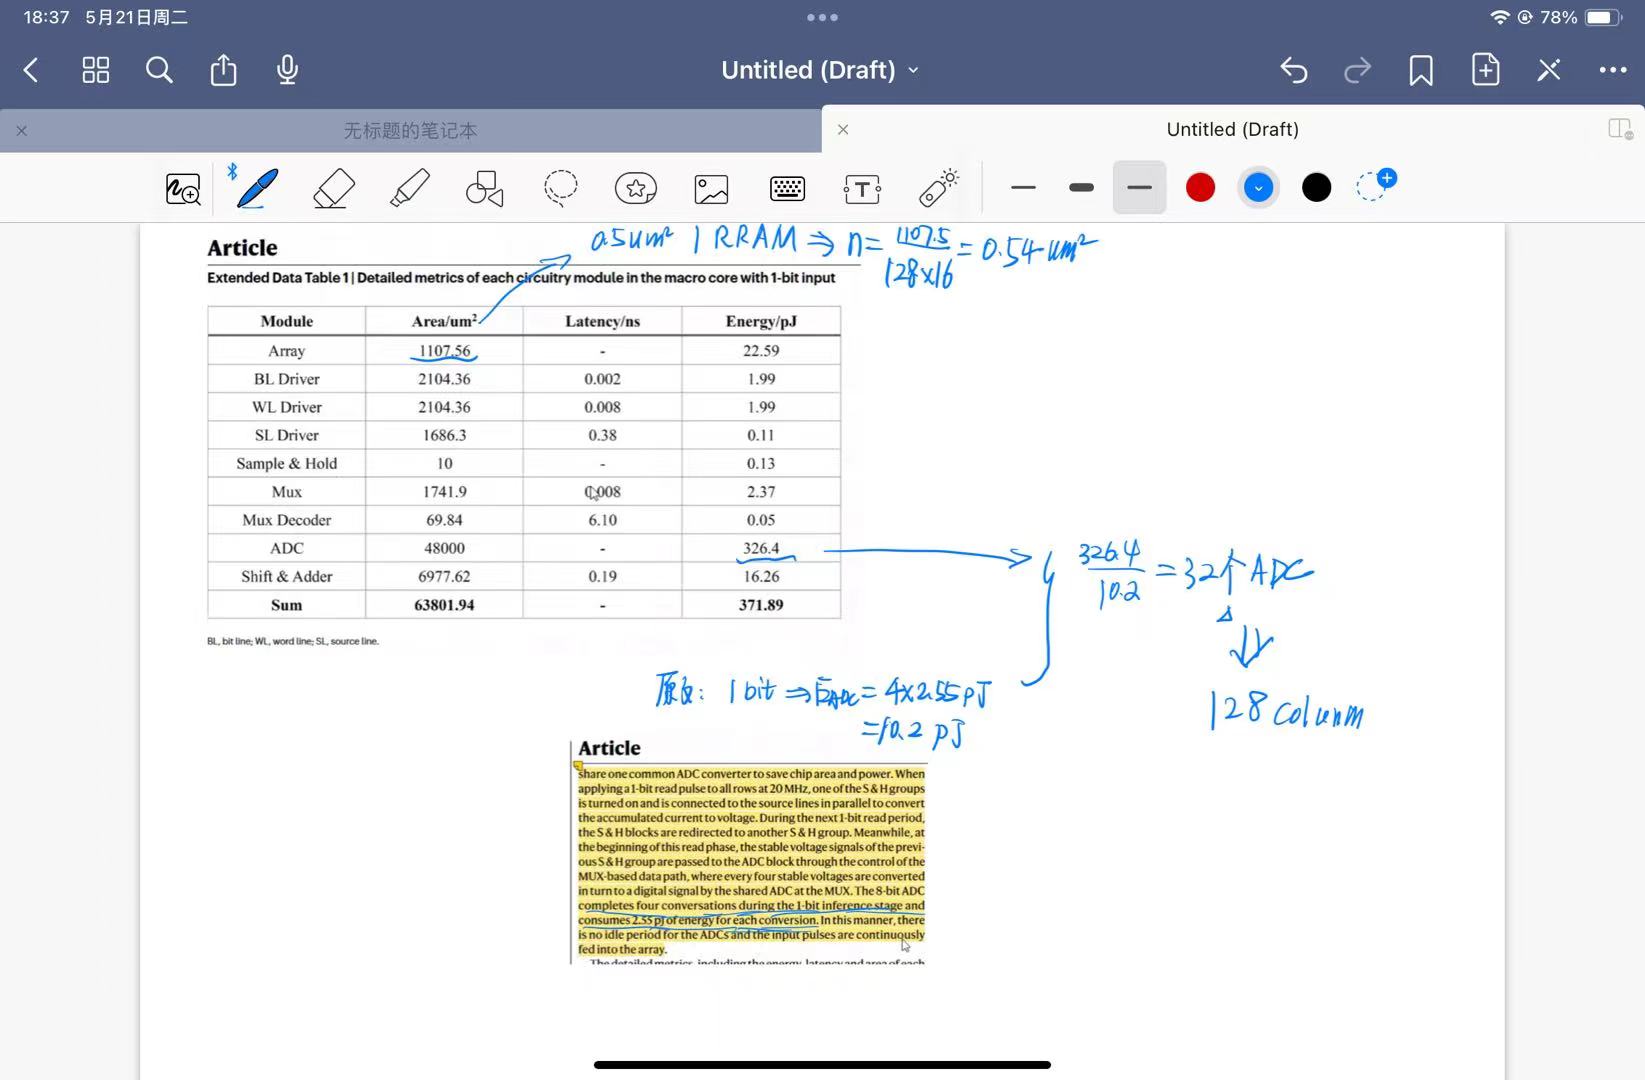 18:37 5月21日周二
78%
Untitled (Draft)
无标题的笔记本
Untitled (Draft)
T
Article
0.5um² 1 RRAM ⇒ n= 1107.5 / 128×16 = 0.54 um²
Extended Data Table 1 | Detailed metrics of each circuitry module in the macro core with 1-bit input
Module Area/um² Latency/ns Energy/pJ
Array 1107.56 - 22.59
BL Driver 2104.36 0.002 1.99
WL Driver 2104.36 0.008 1.99
SL Driver 1686.3 0.38 0.11
Sample & Hold 10 - 0.13
Mux 1741.9 0.008 2.37
Mux Decoder 69.84 6.10 0.05
ADC 48000 - 326.4
Shift & Adder 6977.62 0.19 16.26
Sum 63801.94 - 371.89
BL, bit line; WL, word line; SL, source line.
326.4 / 10.2 = 32个 ADC
⇓
128 column
1 bit ⇒ E_ADC = 4×2.55 pJ
=10.2 pJ
Article
share one common ADC converter to save chip area and power. When
applying a 1-bit read pulse to all rows at 20 MHz, one of the S & H groups
is turned on and is connected to the source lines in parallel to convert
the accumulated current to voltage. During the next 1-bit read period,
the S & H blocks are redirected to another S & H group. Meanwhile, at
the beginning of this read phase, the stable voltage signals of the previ-
ous S & H group are passed to the ADC block through the control of the
MUX-based data path, where every four stable voltages are converted
in turn to a digital signal by the shared ADC at the MUX. The 8-bit ADC
completes four conversations during the 1-bit inference stage and
consumes 2.55 pJ of energy for each conversion. In this manner, there
is no idle period for the ADCs and the input pulses are continuously
fed into the array.
The detailed metrics, including the energy, latency and area of each